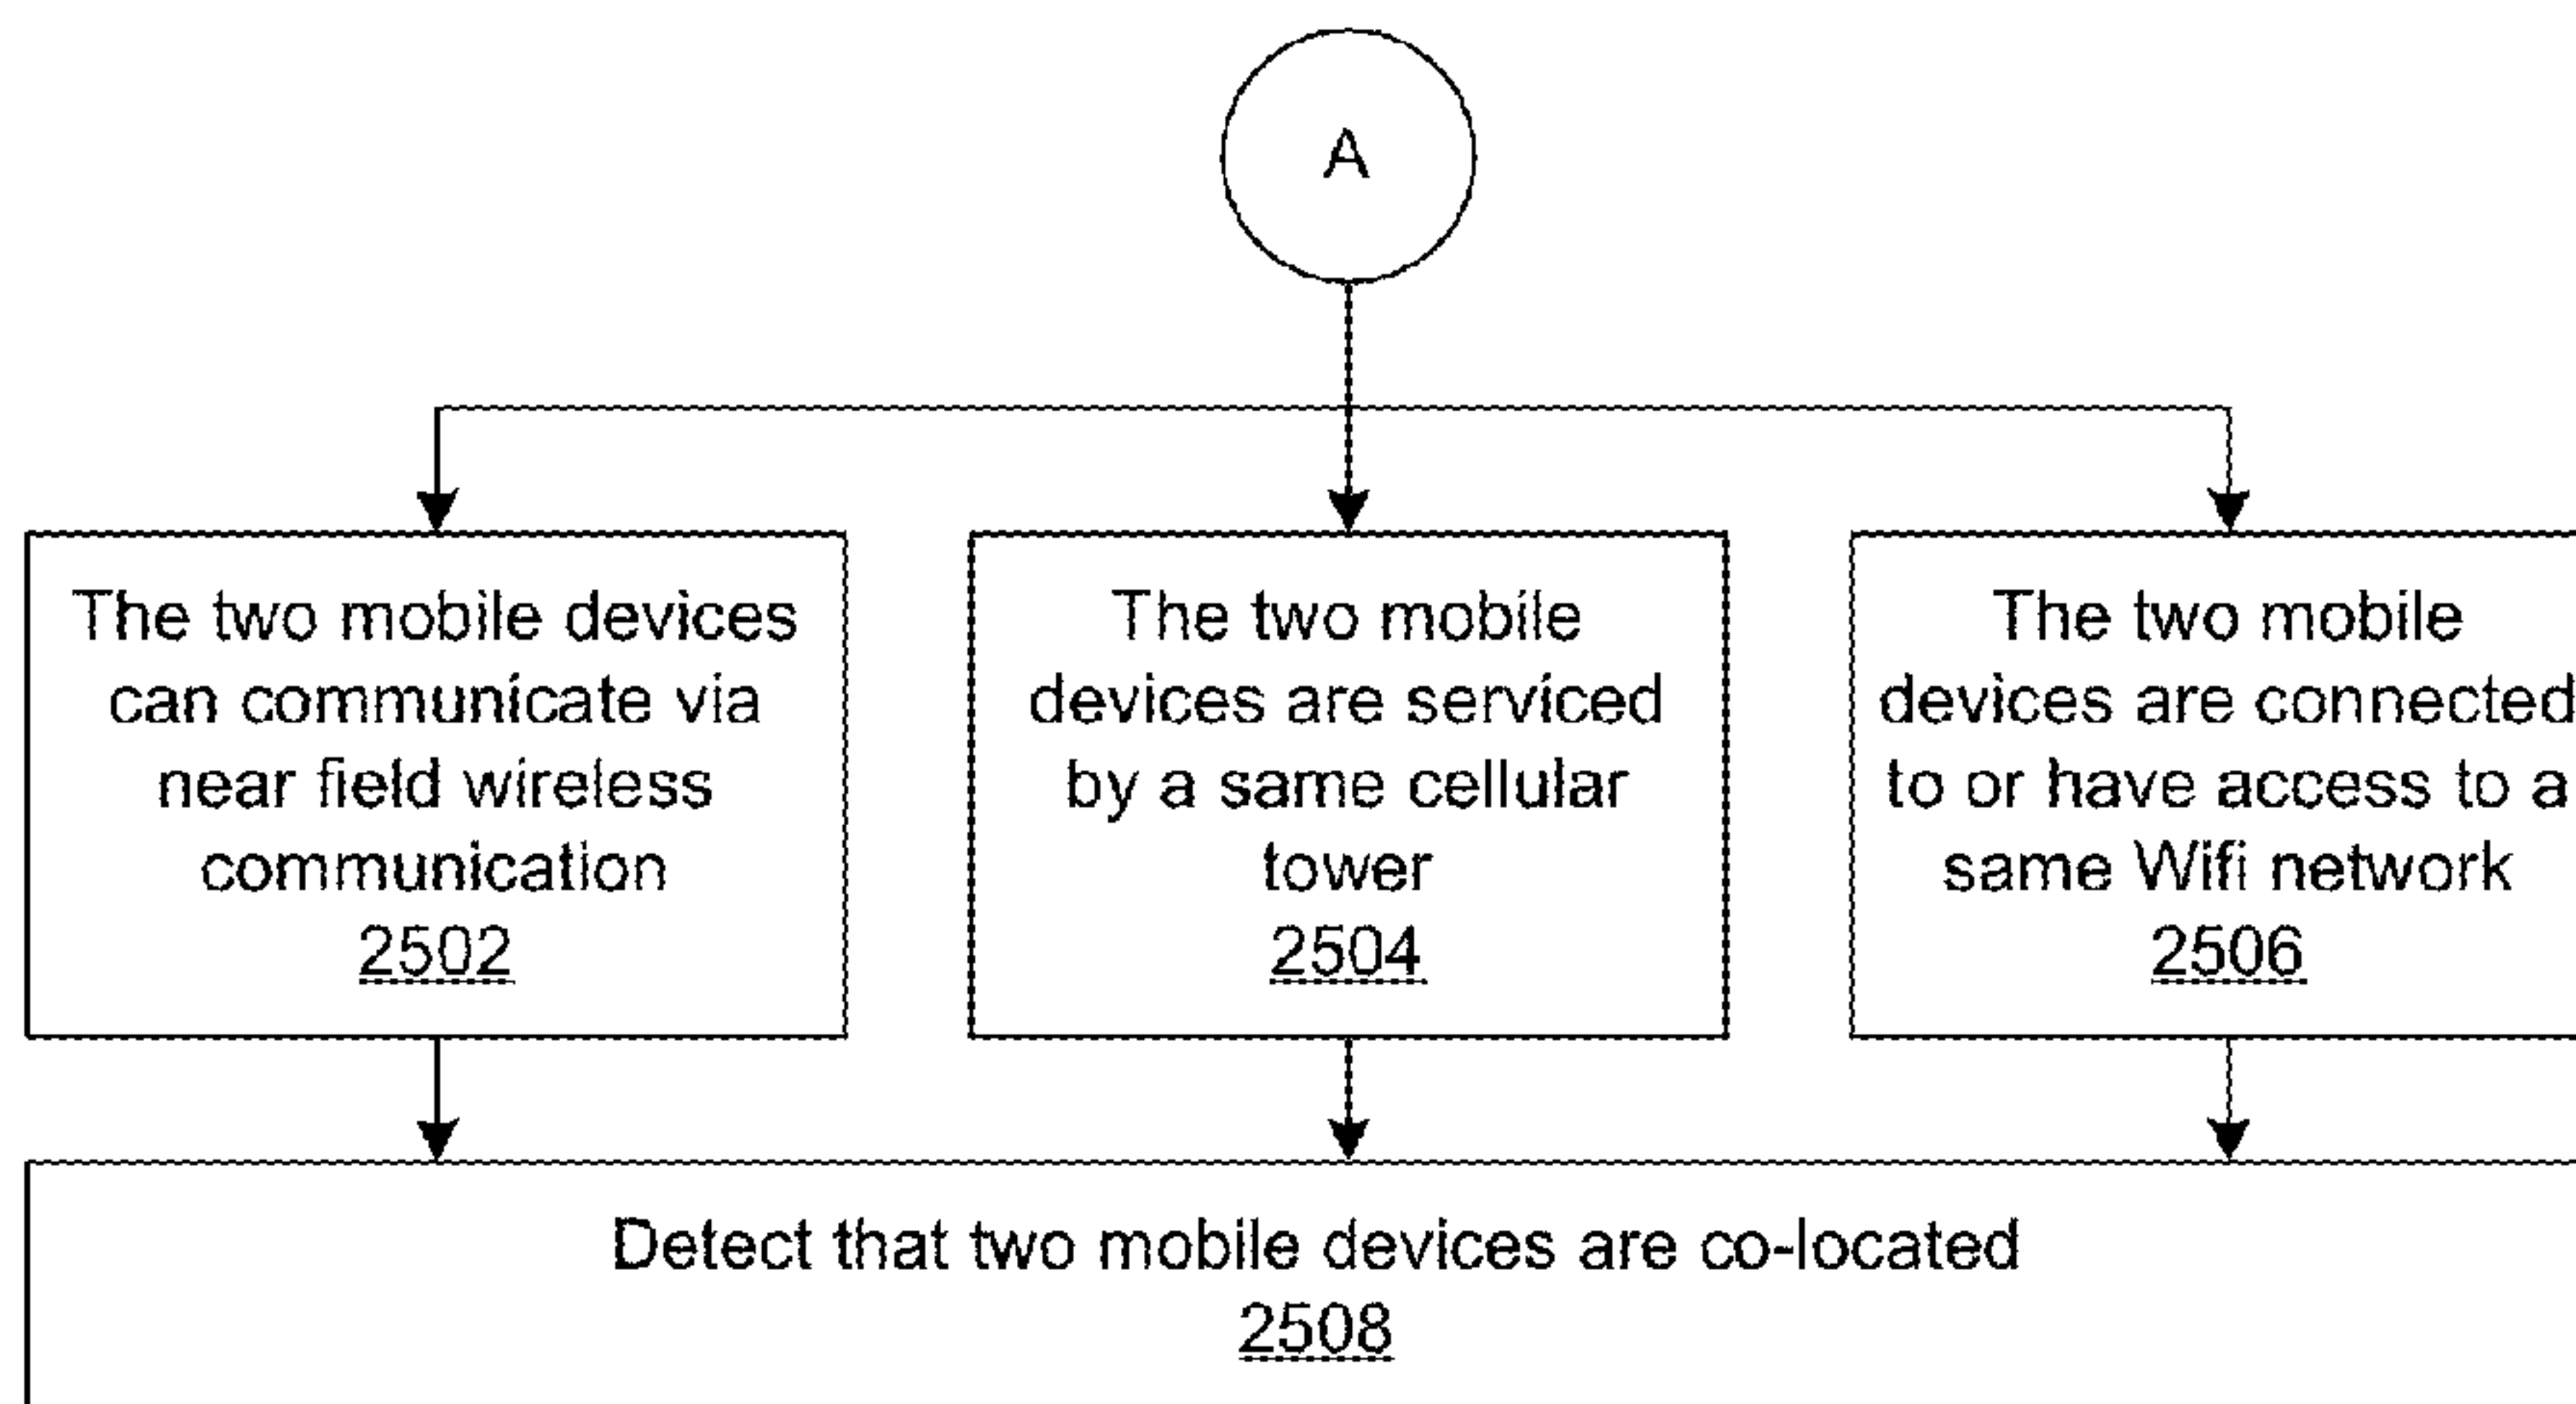 A
The two mobile devices
can communicate via
near field wireless
communication
2502
The two mobile
devices are serviced
by a same cellular
tower
2504
The two mobile
devices are connected
to or have access to a
same Wifi network
2506
Detect that two mobile devices are co-located
2508